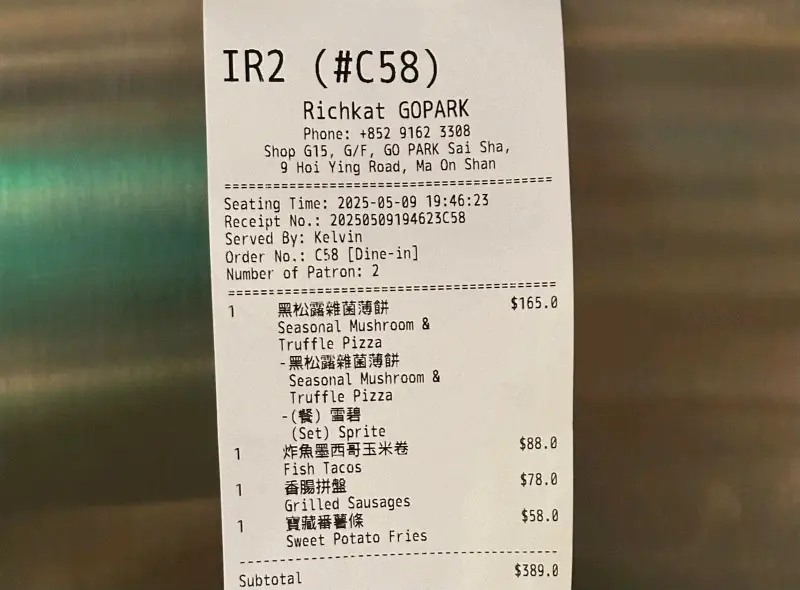 IR2 (#C58)
Richkat GOPARK
Phone: +852 9162 3308
Shop G15, G/F, GO PARK Sai Sha,
9 Hoi Ying Road, Ma On Shan
================================================
Seating Time: 2025-05-09 19:46:23
Receipt No.: 20250509194623C58
Served By: Kelvin
Order No.: C58 [Dine-in]
Number of Patron: 2
================================================
1 黑松露雜菌薄餅 $165.0
Seasonal Mushroom &
Truffle Pizza
-黑松露雜菌薄餅
Seasonal Mushroom &
Truffle Pizza
-(餐) 雪碧
(Set) Sprite
1 炸魚墨西哥玉米卷 $88.0
Fish Tacos
1 香腸拼盤 $78.0
Grilled Sausages
1 寶藏番薯條 $58.0
Sweet Potato Fries
------------------------------------------------
Subtotal $389.0